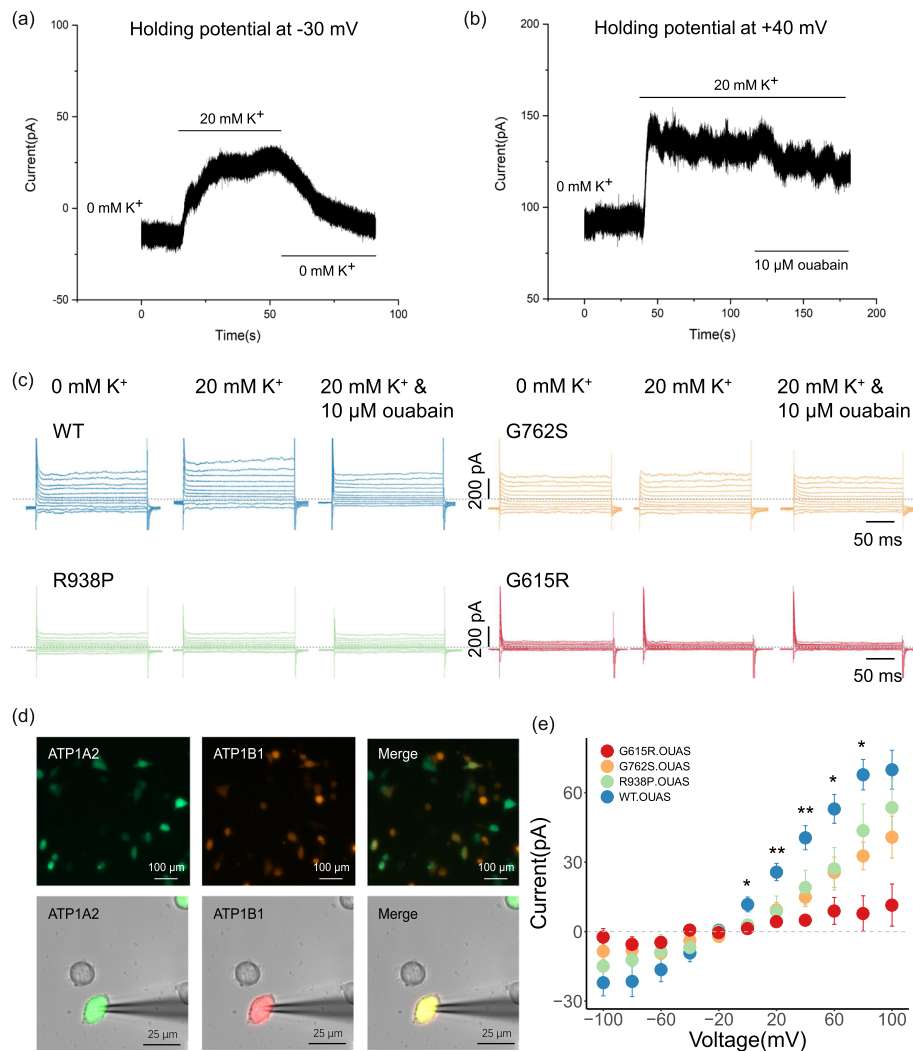 (a)
Holding potential at -30 mV
100
75
50
25
0
-25
50
Current(pA)
20 mM K⁺
0 mM K⁺
0 mM K⁺
0
50
100
Time(s)
(b)
Holding potential at +40 mV
200
150
100
50
Current(pA)
20 mM K⁺
0 mM K⁺
10 µM ouabain
0
50
100
150
200
Time(s)
(c)
0 mM K⁺
20 mM K⁺
20 mM K⁺ &
10 µM ouabain
0 mM K⁺
20 mM K⁺
20 mM K⁺ &
10 µM ouabain
WT
G762S
200 pA
50 ms
R938P
G615R
200 pA
50 ms
(d)
ATP1A2
100 µm
ATP1B1
100 µm
Merge
100 µm
ATP1A2
25 µm
ATP1B1
25 µm
Merge
25 µm
(e)
G615R.OUAS
G762S.OUAS
R938P.OUAS
WT.OUAS
*
**
**
*
*
60
30
0
−30
Current(pA)
−100
−60
−20
20
60
100
Voltage(mV)